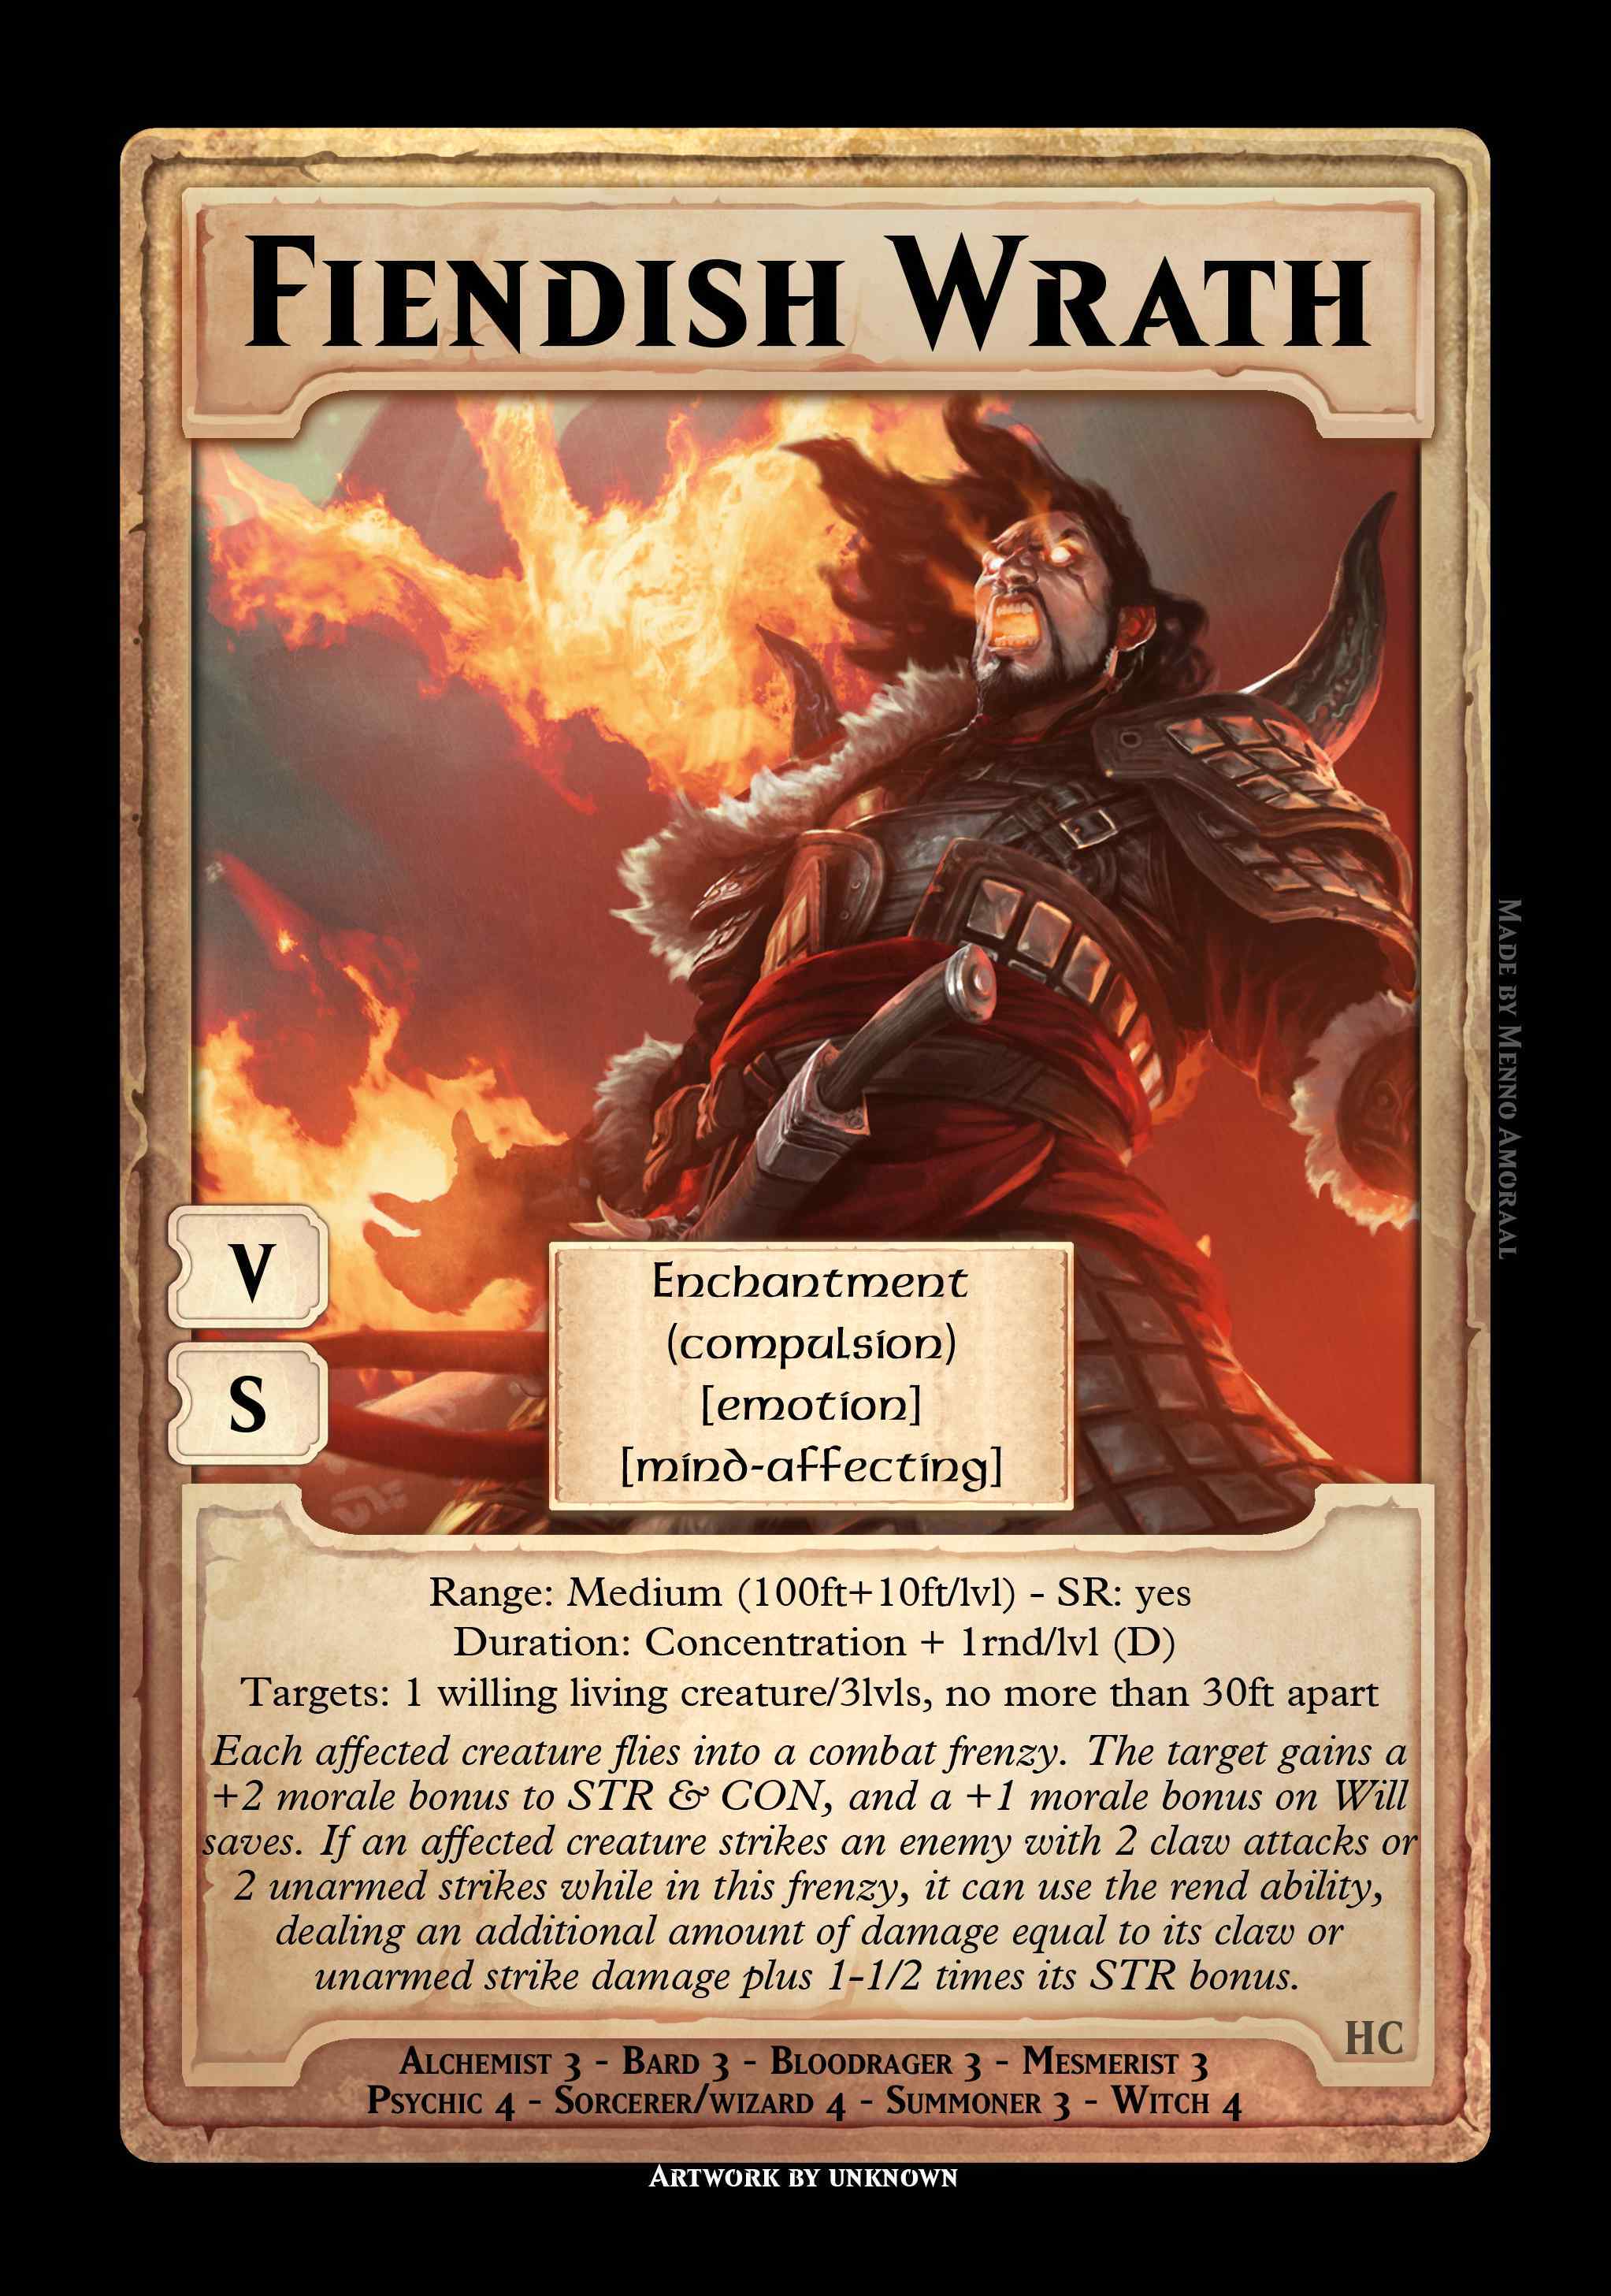 Fiendish Wrath
V
S
Enchantment
(compulsion)
[emotion]
[mind-affecting]
Range: Medium (100ft+10ft/lvl) - SR: yes
Duration: Concentration + 1rnd/lvl (D)
Targets: 1 willing living creature/3lvls, no more than 30ft apart
Each affected creature flies into a combat frenzy. The target gains a
+2 morale bonus to STR & CON, and a +1 morale bonus on Will
saves. If an affected creature strikes an enemy with 2 claw attacks or
2 unarmed strikes while in this frenzy, it can use the rend ability,
dealing an additional amount of damage equal to its claw or
unarmed strike damage plus 1-1/2 times its STR bonus.
HC
Alchemist 3 - Bard 3 - Bloodrager 3 - Mesmerist 3
Psychic 4 - Sorcerer/wizard 4 - Summoner 3 - Witch 4
Artwork by unknown
Made by Menno Amoraal